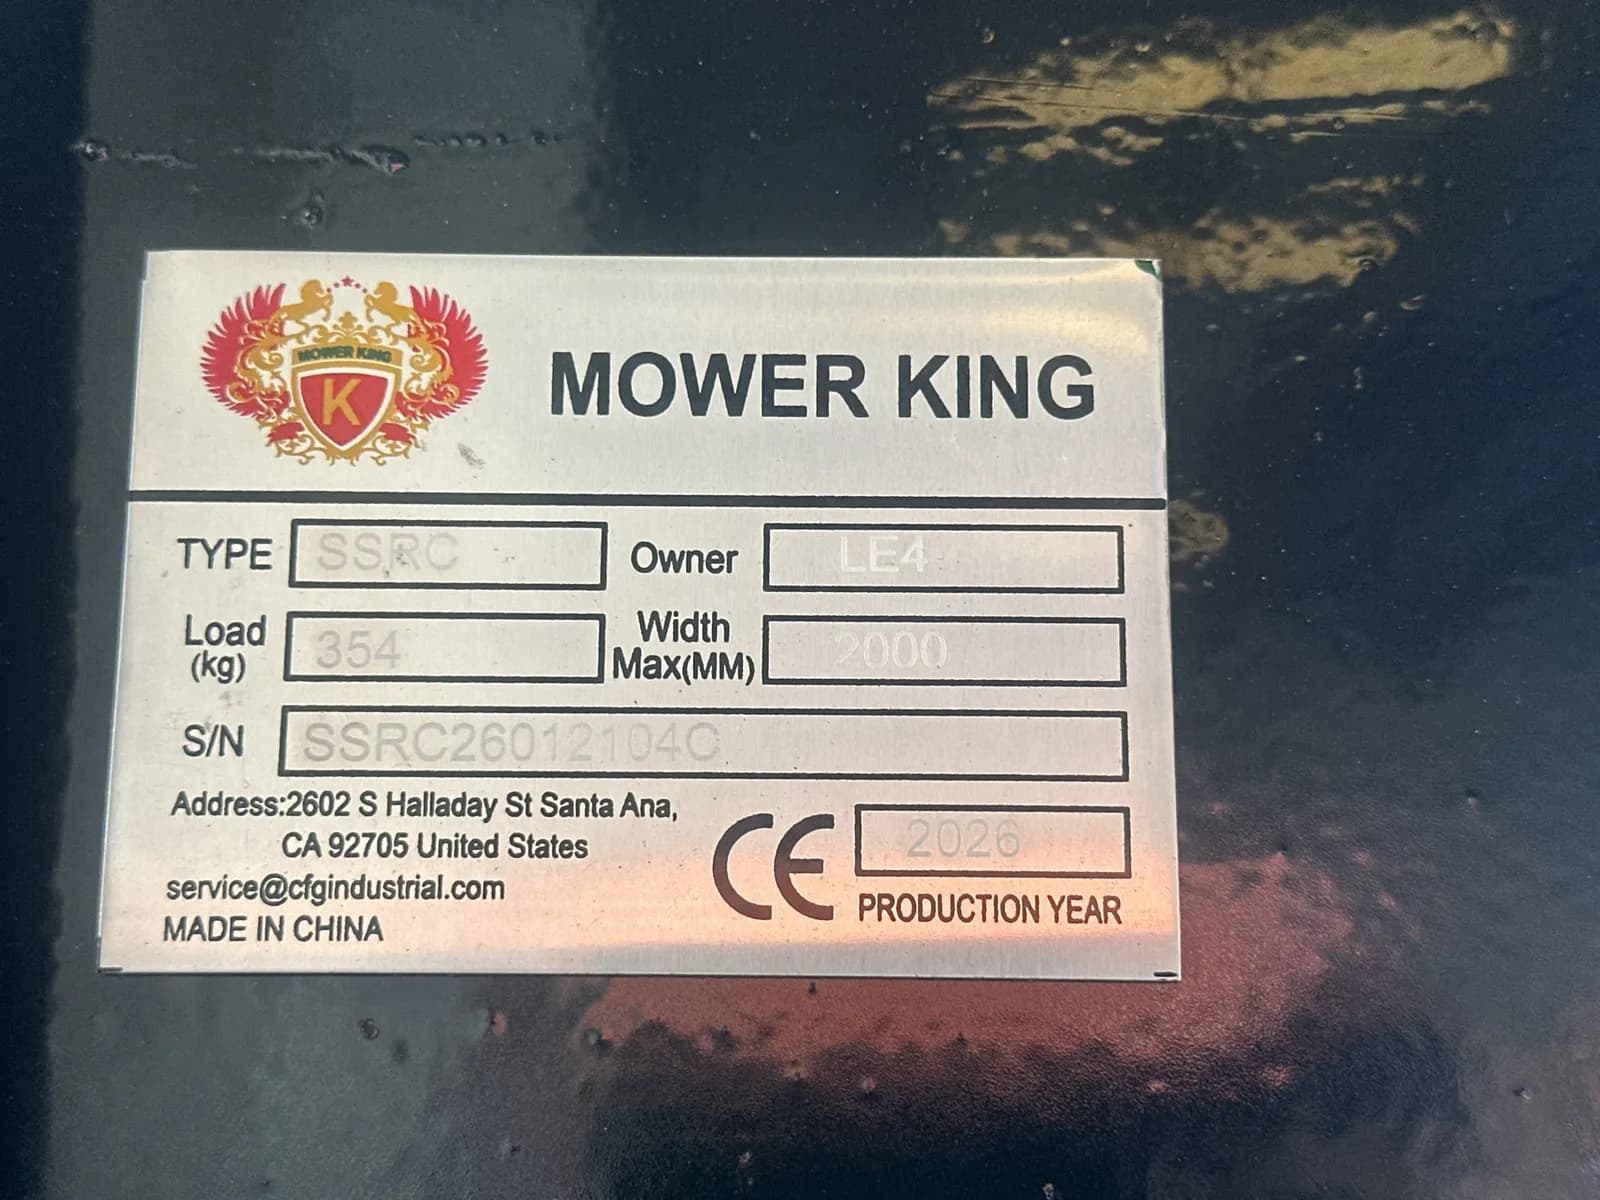 MOWER KING
K
MOWER KING
TYPE SSRC Owner LE4
Load (kg) 354 Width Max(MM) 2000
S/N SSRC26012104C
Address:2602 S Halladay St Santa Ana,
CA 92705 United States
service@cfgindustrial.com
MADE IN CHINA
CE 2026
PRODUCTION YEAR